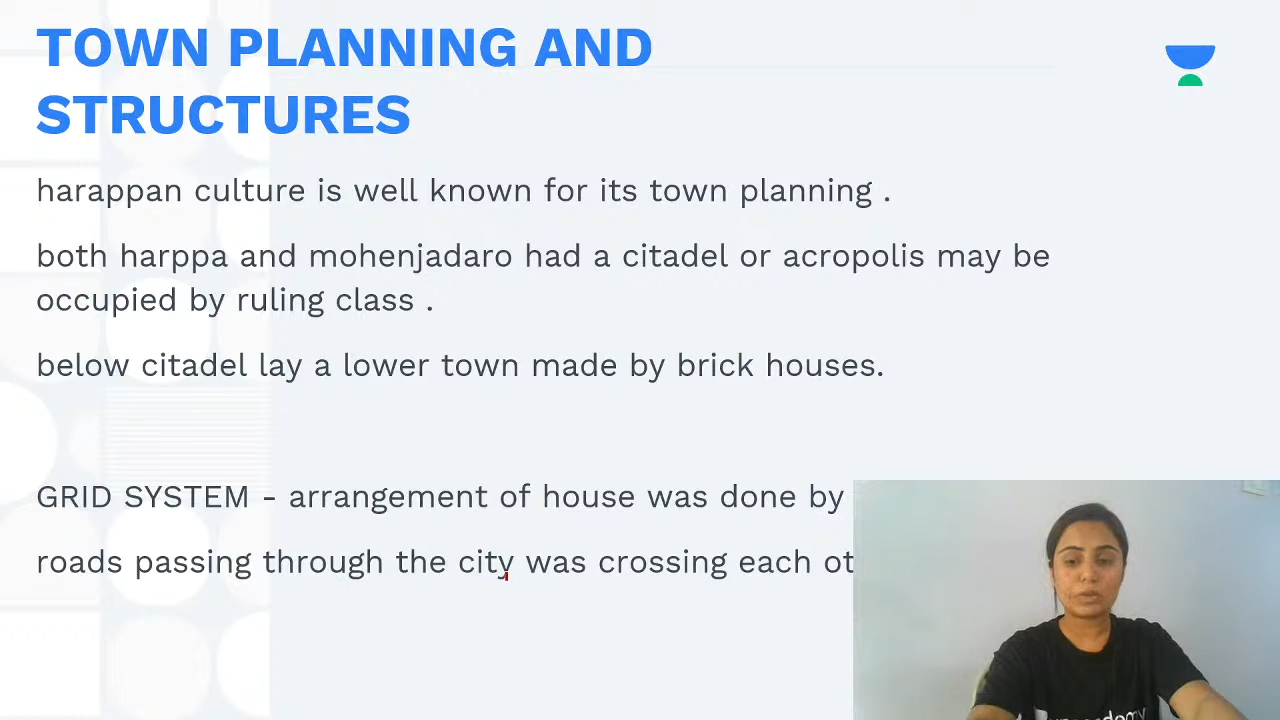 TOWN PLANNING AND
STRUCTURES
harappan culture is well known for its town planning .
both harppa and mohenjadaro had a citadel or acropolis may be
occupied by ruling class .
below citadel lay a lower town made by brick houses.
GRID SYSTEM - arrangement of house was done by
roads passing through the city was crossing each ot